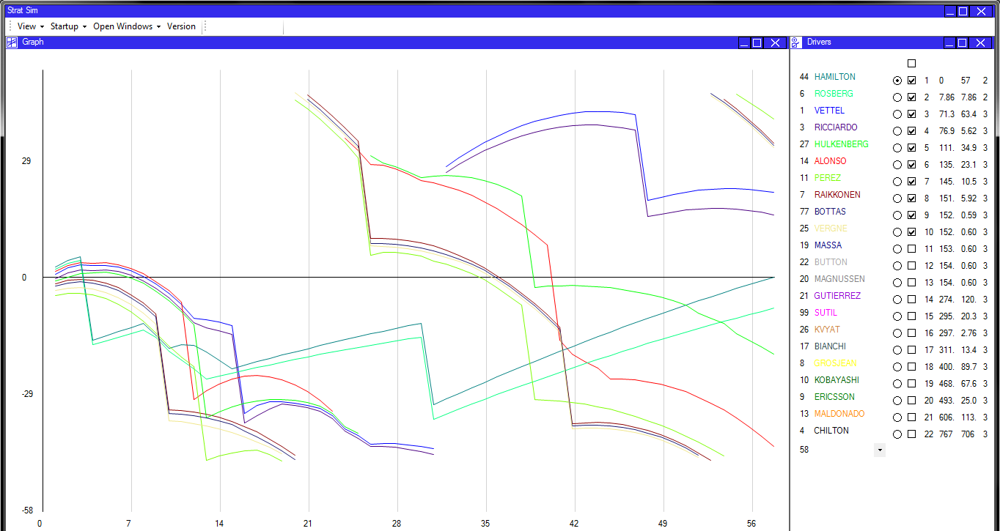 Strat Sim
View Startup Open Windows Version
Graph
Drivers
29
0
-29
-58
0 7 14 21 28 35 42 49 56
44 HAMILTON 1 0 57 2
6 ROSBERG 2 7.86 7.86 2
1 VETTEL 3 71.3 63.4 3
3 RICCIARDO 4 76.9 5.62 3
27 HULKENBERG 5 111. 34.9 3
14 ALONSO 6 135. 23.1 3
11 PEREZ 7 145. 10.5 3
7 RAIKKONEN 8 151. 5.92 3
77 BOTTAS 9 152. 0.59 3
25 VERGNE 10 152. 0.60 3
19 MASSA 11 153. 0.60 3
22 BUTTON 12 154. 0.60 3
20 MAGNUSSEN 13 154. 0.60 3
21 GUTIERREZ 14 274. 120. 3
99 SUTIL 15 295. 20.3 3
26 KVYAT 16 297. 2.76 3
17 BIANCHI 17 311. 13.4 3
8 GROSJEAN 18 400. 89.7 3
10 KOBAYASHI 19 468. 67.6 3
9 ERICSSON 20 493. 25.0 3
13 MALDONADO 21 606. 113. 3
4 CHILTON 22 767 706 3
58